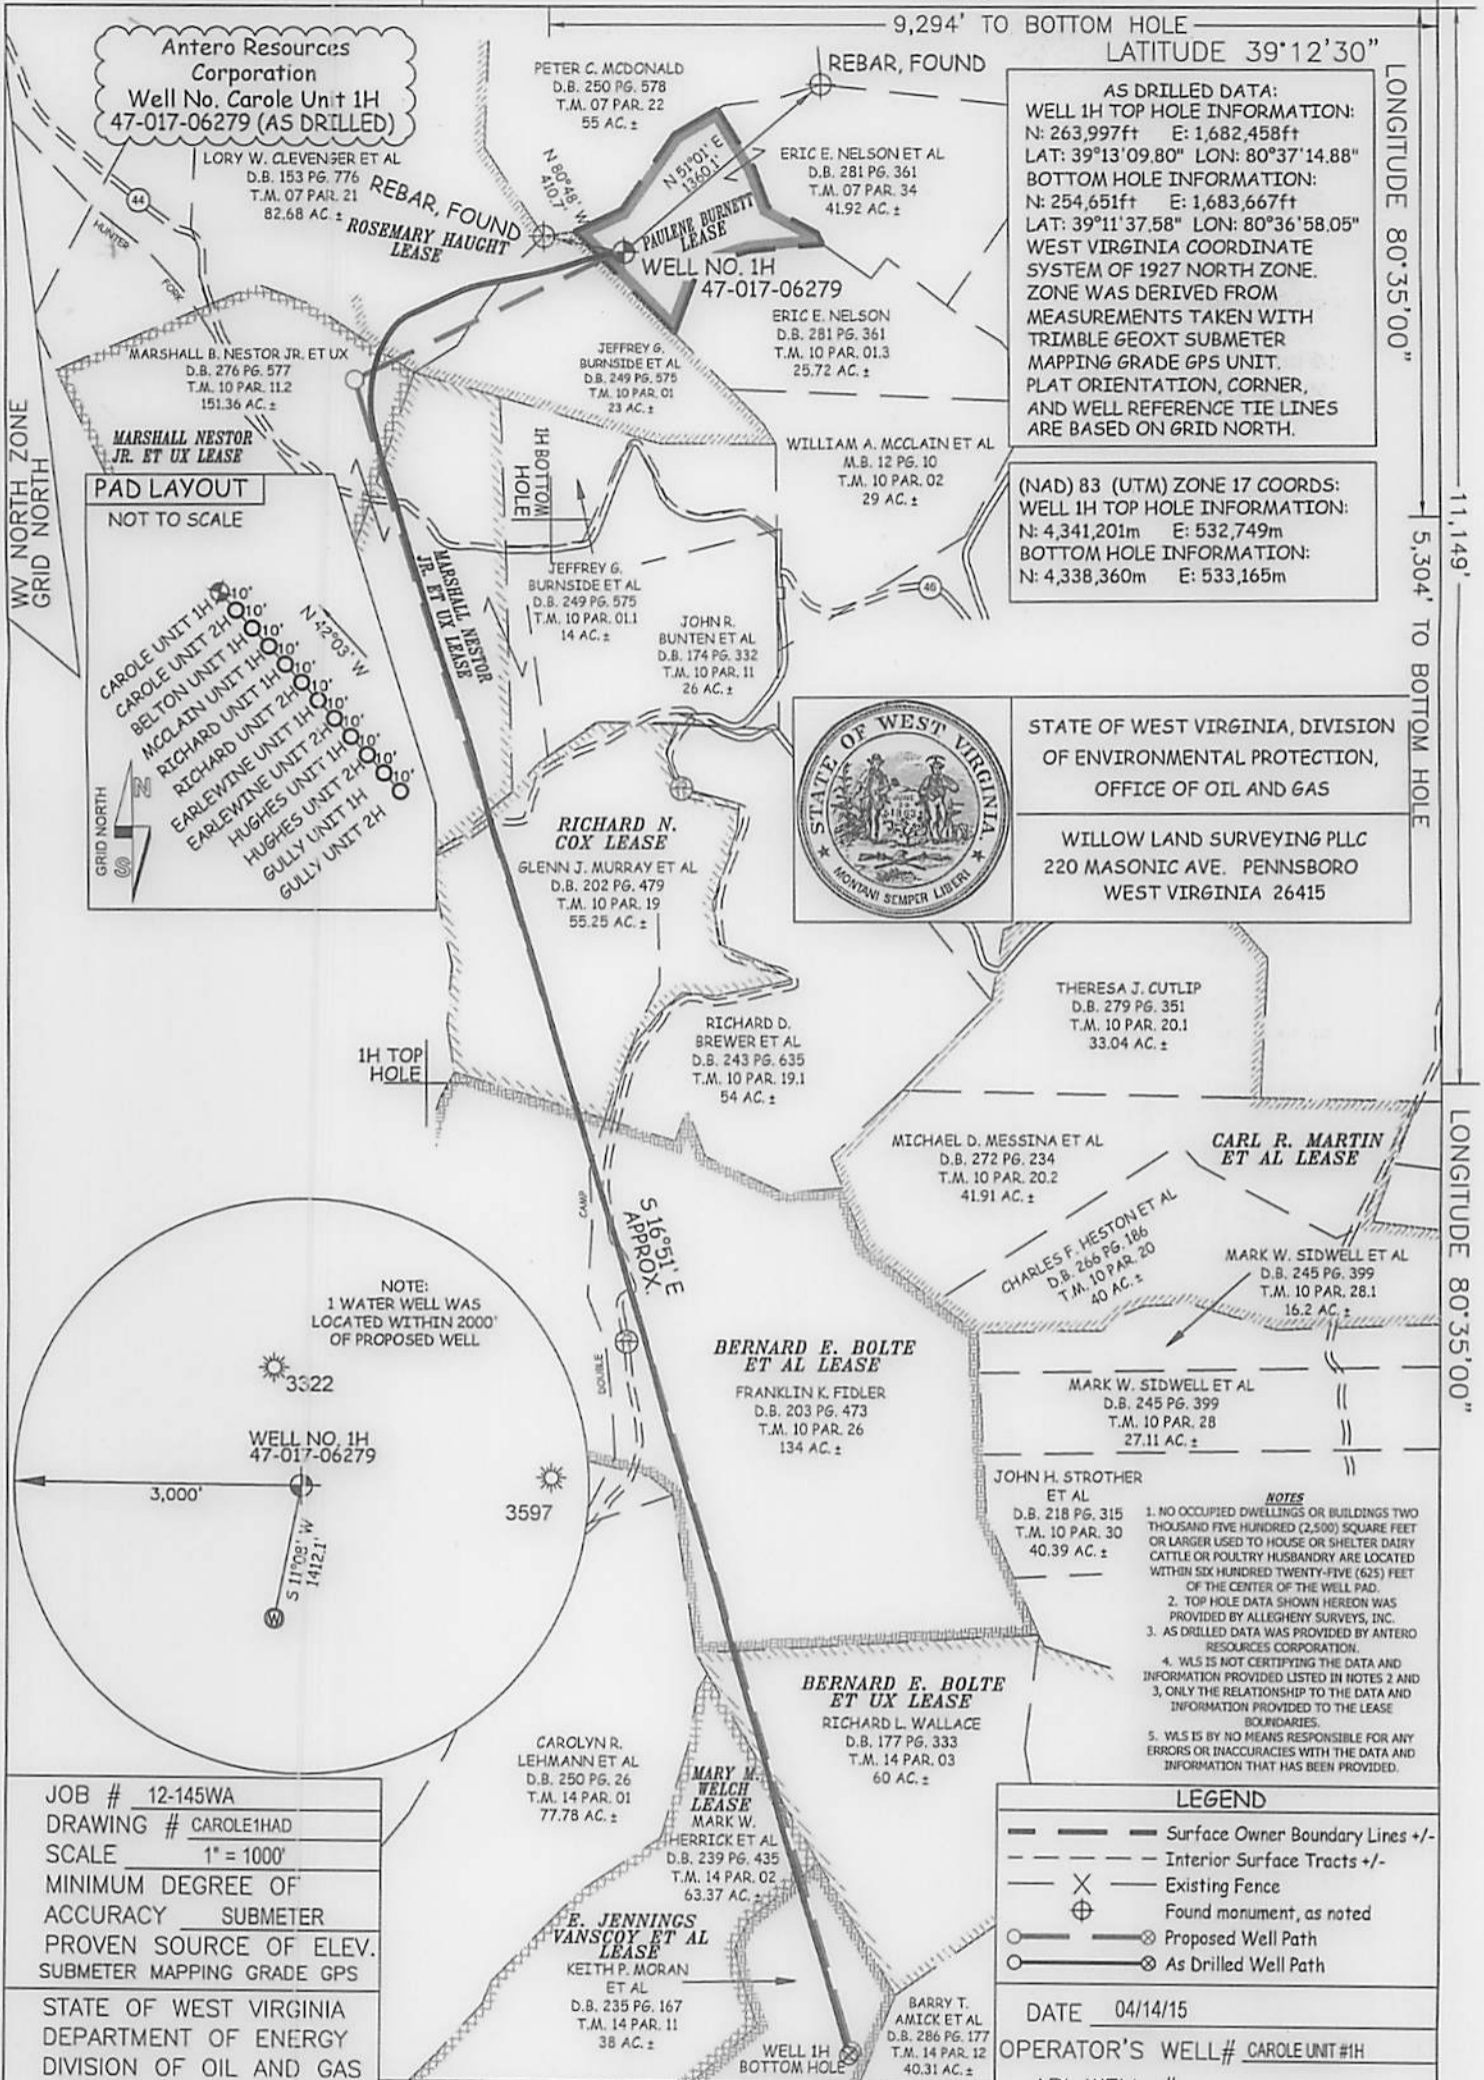 9,294' TO BOTTOM HOLE
LATITUDE 39°12'30"
LONGITUDE 80°35'00"
Antero Resources
Corporation
Well No. Carole Unit 1H
47-017-06279 (AS DRILLED)
PETER C. MCDONALD
D.B. 250 PG. 578
T.M. 07 PAR. 22
55 AC.±
REBAR, FOUND
AS DRILLED DATA:
WELL 1H TOP HOLE INFORMATION:
N: 263,997ft E: 1,682,458ft
LAT: 39°13'09.80" LON: 80°37'14.88"
BOTTOM HOLE INFORMATION:
N: 254,651ft E: 1,683,667ft
LAT: 39°11'37.58" LON: 80°36'58.05"
WEST VIRGINIA COORDINATE
SYSTEM OF 1927 NORTH ZONE.
ZONE WAS DERIVED FROM
MEASUREMENTS TAKEN WITH
TRIMBLE GEOXT SUBMETER
MAPPING GRADE GPS UNIT.
PLAT ORIENTATION, CORNER,
AND WELL REFERENCE TIE LINES
ARE BASED ON GRID NORTH.
LORY W. CLEVENGER ET AL
D.B. 153 PG. 776
T.M. 07 PAR. 21
82.68 AC.±
44
HUNTER
FORK
REBAR, FOUND
ROSEMARY HAUGHT
LEASE
N 80°48' W
410.7'
N 51°01' E
1360.1'
PAULENE BURNETT
LEASE
ERIC E. NELSON ET AL
D.B. 281 PG. 361
T.M. 07 PAR. 34
41.92 AC.±
WELL NO. 1H
47-017-06279
ERIC E. NELSON
D.B. 281 PG. 361
T.M. 10 PAR. 01.3
25.72 AC.±
MARSHALL B. NESTOR JR. ET UX
D.B. 276 PG. 577
T.M. 10 PAR. 11.2
151.36 AC.±
MARSHALL NESTOR
JR. ET UX LEASE
JEFFREY G.
BURNSIDE ET AL
D.B. 249 PG. 575
T.M. 10 PAR. 01
23 AC.±
WILLIAM A. MCCLAIN ET AL
M.B. 12 PG. 10
T.M. 10 PAR. 02
29 AC.±
WV NORTH ZONE
GRID NORTH
1H BOTTOM
HOLE
(NAD) 83 (UTM) ZONE 17 COORDS:
WELL 1H TOP HOLE INFORMATION:
N: 4,341,201m E: 532,749m
BOTTOM HOLE INFORMATION:
N: 4,338,360m E: 533,165m
11,149'
5,304' TO BOTTOM HOLE
PAD LAYOUT
NOT TO SCALE
CAROLE UNIT 1H 10'
CAROLE UNIT 2H 10'
BELTON UNIT 1H 10'
MCCLAIN UNIT 1H 10'
RICHARD UNIT 1H 10'
RICHARD UNIT 2H 10'
EARLEWINE UNIT 1H 10'
EARLEWINE UNIT 2H 10'
HUGHES UNIT 1H 10'
HUGHES UNIT 2H 10'
GULLY UNIT 1H 10'
GULLY UNIT 2H
N 42°03' W
GRID NORTH
N
S
MARSHALL NESTOR
JR. ET UX LEASE
JEFFREY G.
BURNSIDE ET AL
D.B. 249 PG. 575
T.M. 10 PAR. 01.1
14 AC.±
JOHN R.
BUNTEN ET AL
D.B. 174 PG. 332
T.M. 10 PAR. 11
26 AC.±
46
STATE OF WEST VIRGINIA
MONTANI SEMPER LIBERI
STATE OF WEST VIRGINIA, DIVISION
OF ENVIRONMENTAL PROTECTION,
OFFICE OF OIL AND GAS
WILLOW LAND SURVEYING PLLC
220 MASONIC AVE. PENNSBORO
WEST VIRGINIA 26415
RICHARD N.
COX LEASE
GLENN J. MURRAY ET AL
D.B. 202 PG. 479
T.M. 10 PAR. 19
55.25 AC.±
RICHARD D.
BREWER ET AL
D.B. 243 PG. 635
T.M. 10 PAR. 19.1
54 AC.±
THERESA J. CUTLIP
D.B. 279 PG. 351
T.M. 10 PAR. 20.1
33.04 AC.±
1H TOP
HOLE
MICHAEL D. MESSINA ET AL
D.B. 272 PG. 234
T.M. 10 PAR. 20.2
41.91 AC.±
CARL R. MARTIN
ET AL LEASE
LONGITUDE 80°35'00"
CAMP
DOUBLE
S 16°51' E
APPROX.
CHARLES F. HESTON ET AL
D.B. 266 PG. 186
T.M. 10 PAR. 20
40 AC.±
MARK W. SIDWELL ET AL
D.B. 245 PG. 399
T.M. 10 PAR. 28.1
16.2 AC.±
NOTE:
1 WATER WELL WAS
LOCATED WITHIN 2000'
OF PROPOSED WELL
3322
WELL NO. 1H
47-017-06279
3,000'
3597
S 11°08' W
1412.1'
W
BERNARD E. BOLTE
ET AL LEASE
FRANKLIN K. FIDLER
D.B. 203 PG. 473
T.M. 10 PAR. 26
134 AC.±
MARK W. SIDWELL ET AL
D.B. 245 PG. 399
T.M. 10 PAR. 28
27.11 AC.±
JOHN H. STROTHER
ET AL
D.B. 218 PG. 315
T.M. 10 PAR. 30
40.39 AC.±
NOTES
1. NO OCCUPIED DWELLINGS OR BUILDINGS TWO
THOUSAND FIVE HUNDRED (2,500) SQUARE FEET
OR LARGER USED TO HOUSE OR SHELTER DAIRY
CATTLE OR POULTRY HUSBANDRY ARE LOCATED
WITHIN SIX HUNDRED TWENTY-FIVE (625) FEET
OF THE CENTER OF THE WELL PAD.
2. TOP HOLE DATA SHOWN HEREON WAS
PROVIDED BY ALLEGHENY SURVEYS, INC.
3. AS DRILLED DATA WAS PROVIDED BY ANTERO
RESOURCES CORPORATION.
4. WLS IS NOT CERTIFYING THE DATA AND
INFORMATION PROVIDED LISTED IN NOTES 2 AND
3, ONLY THE RELATIONSHIP TO THE DATA AND
INFORMATION PROVIDED TO THE LEASE
BOUNDARIES.
5. WLS IS BY NO MEANS RESPONSIBLE FOR ANY
ERRORS OR INACCURACIES WITH THE DATA AND
INFORMATION THAT HAS BEEN PROVIDED.
BERNARD E. BOLTE
ET UX LEASE
RICHARD L. WALLACE
D.B. 177 PG. 333
T.M. 14 PAR. 03
60 AC.±
CAROLYN R.
LEHMANN ET AL
D.B. 250 PG. 26
T.M. 14 PAR. 01
77.78 AC.±
MARY M.
WELCH
LEASE
MARK W.
HERRICK ET AL
D.B. 239 PG. 435
T.M. 14 PAR. 02
63.37 AC.±
E. JENNINGS
VANSCOY ET AL
LEASE
KEITH P. MORAN
ET AL
D.B. 235 PG. 167
T.M. 14 PAR. 11
38 AC.±
WELL 1H
BOTTOM HOLE
BARRY T.
AMICK ET AL
D.B. 286 PG. 177
T.M. 14 PAR. 12
40.31 AC.±
JOB # 12-145WA
DRAWING # CAROLE1HAD
SCALE 1" = 1000'
MINIMUM DEGREE OF
ACCURACY SUBMETER
PROVEN SOURCE OF ELEV.
SUBMETER MAPPING GRADE GPS
STATE OF WEST VIRGINIA
DEPARTMENT OF ENERGY
DIVISION OF OIL AND GAS
LEGEND
Surface Owner Boundary Lines +/-
Interior Surface Tracts +/-
X Existing Fence
Found monument, as noted
Proposed Well Path
As Drilled Well Path
DATE 04/14/15
OPERATOR'S WELL# CAROLE UNIT #1H